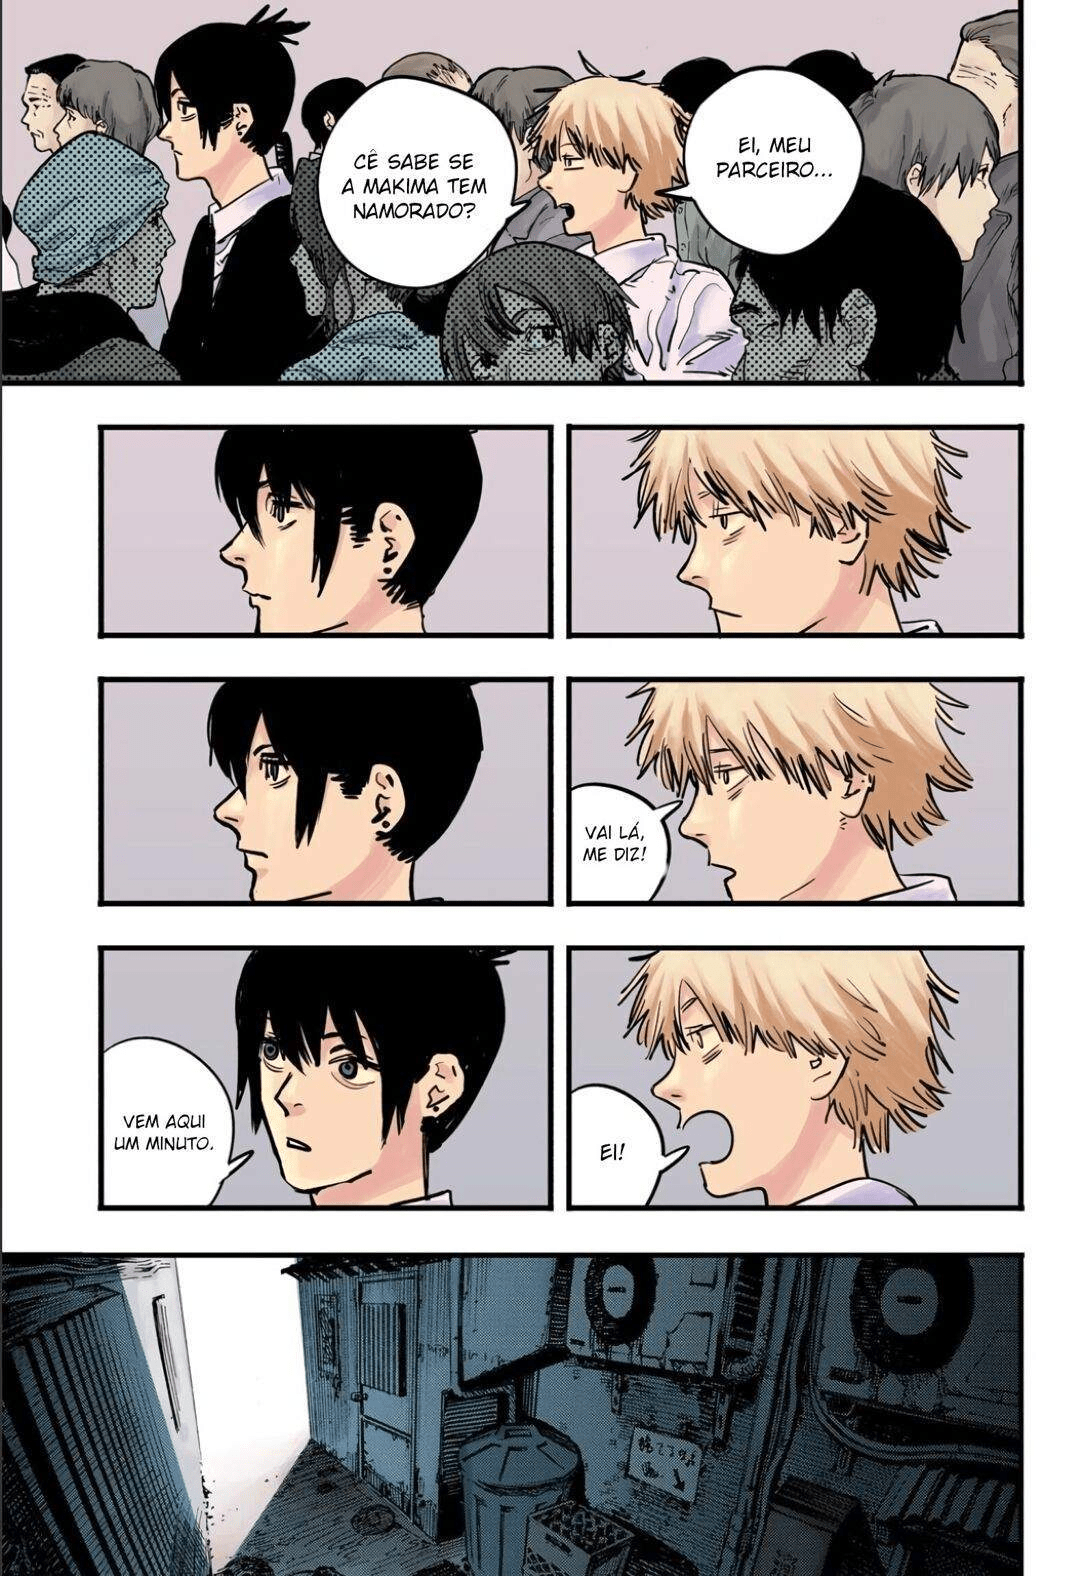 EI, MEU
PARCEIRO...
CÊ SABE SE
A MAKIMA TEM
NAMORADO?
VAI LÁ,
ME DIZ!
EI!
VEM AQUI
UM MINUTO.